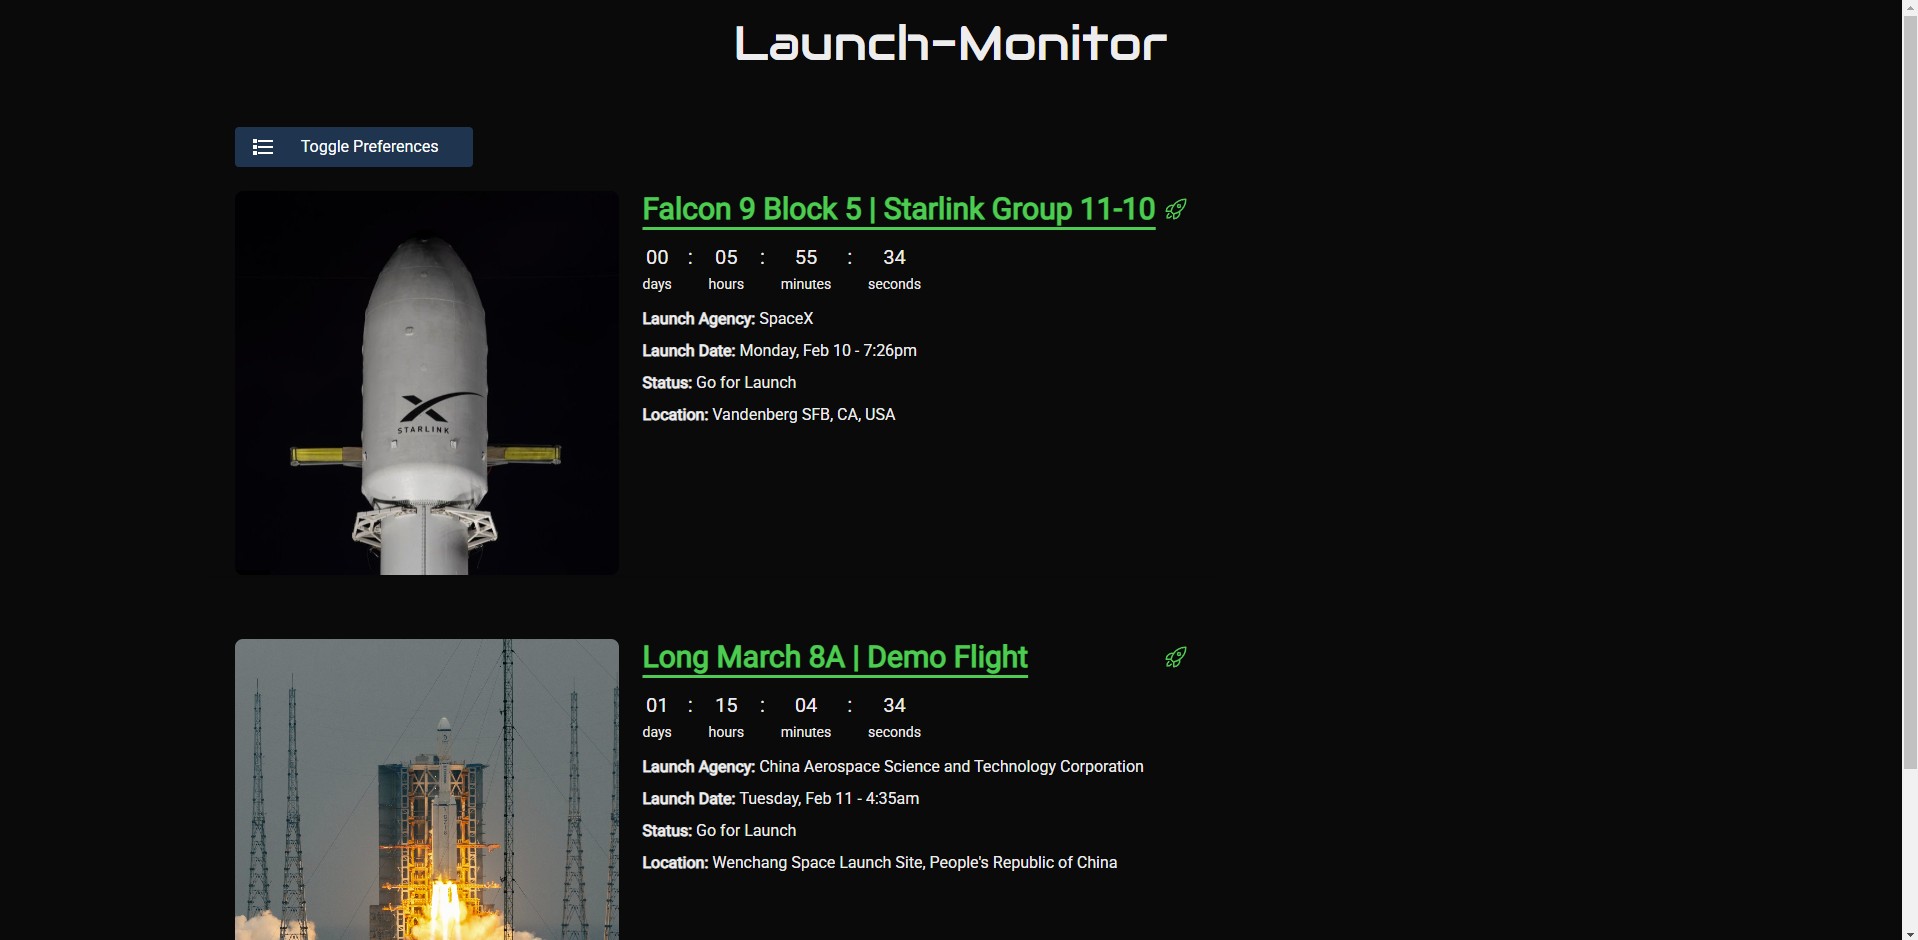 Launch-Monitor
Toggle Preferences
Falcon 9 Block 5 | Starlink Group 11-10
00 : 05 : 55 : 34
days hours minutes seconds
Launch Agency: SpaceX
Launch Date: Monday, Feb 10 - 7:26pm
Status: Go for Launch
Location: Vandenberg SFB, CA, USA
STARLINK
Long March 8A | Demo Flight
01 : 15 : 04 : 34
days hours minutes seconds
Launch Agency: China Aerospace Science and Technology Corporation
Launch Date: Tuesday, Feb 11 - 4:35am
Status: Go for Launch
Location: Wenchang Space Launch Site, People's Republic of China